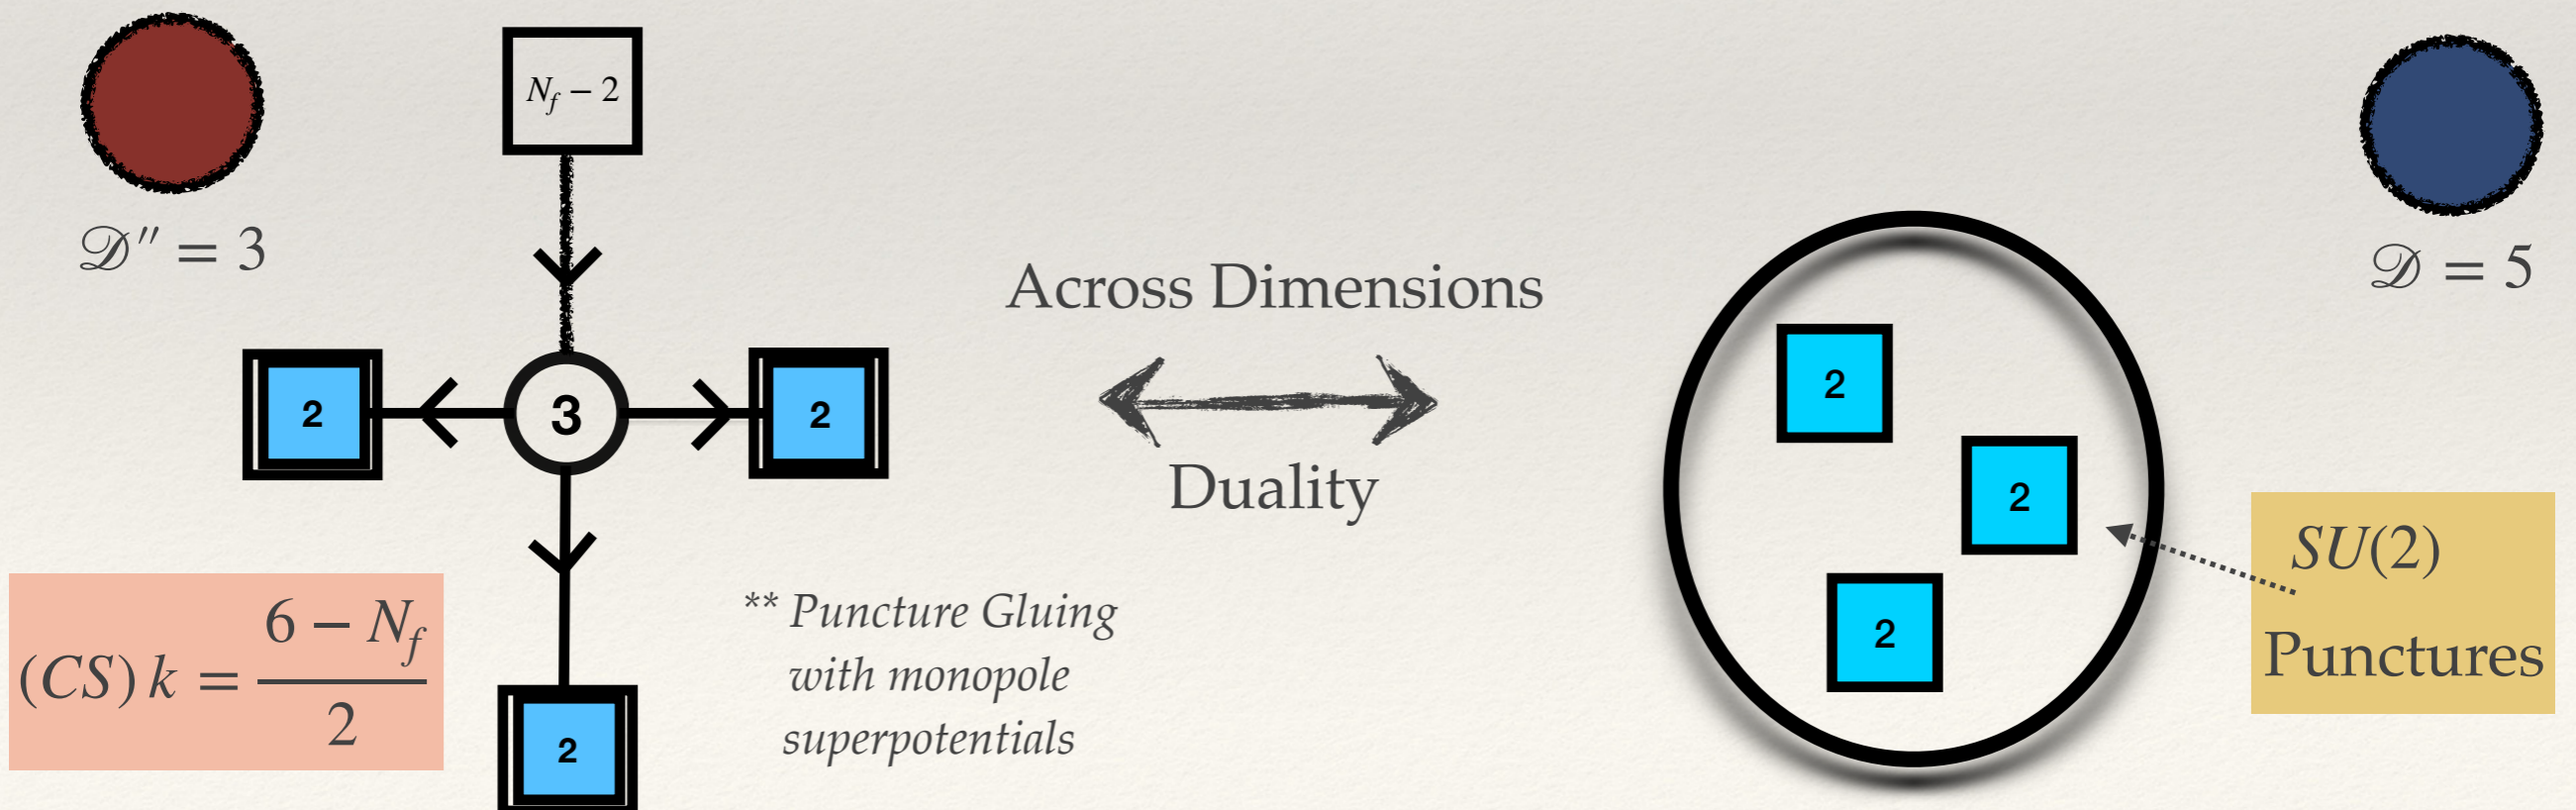 N_f − 2
𝒟″ = 3
𝒟 = 5
Across Dimensions
2
3
2
Duality
2
2
2
SU(2)
Punctures
** Puncture Gluing
with monopole
superpotentials
(CS) k = (6 − N_f)/2
2